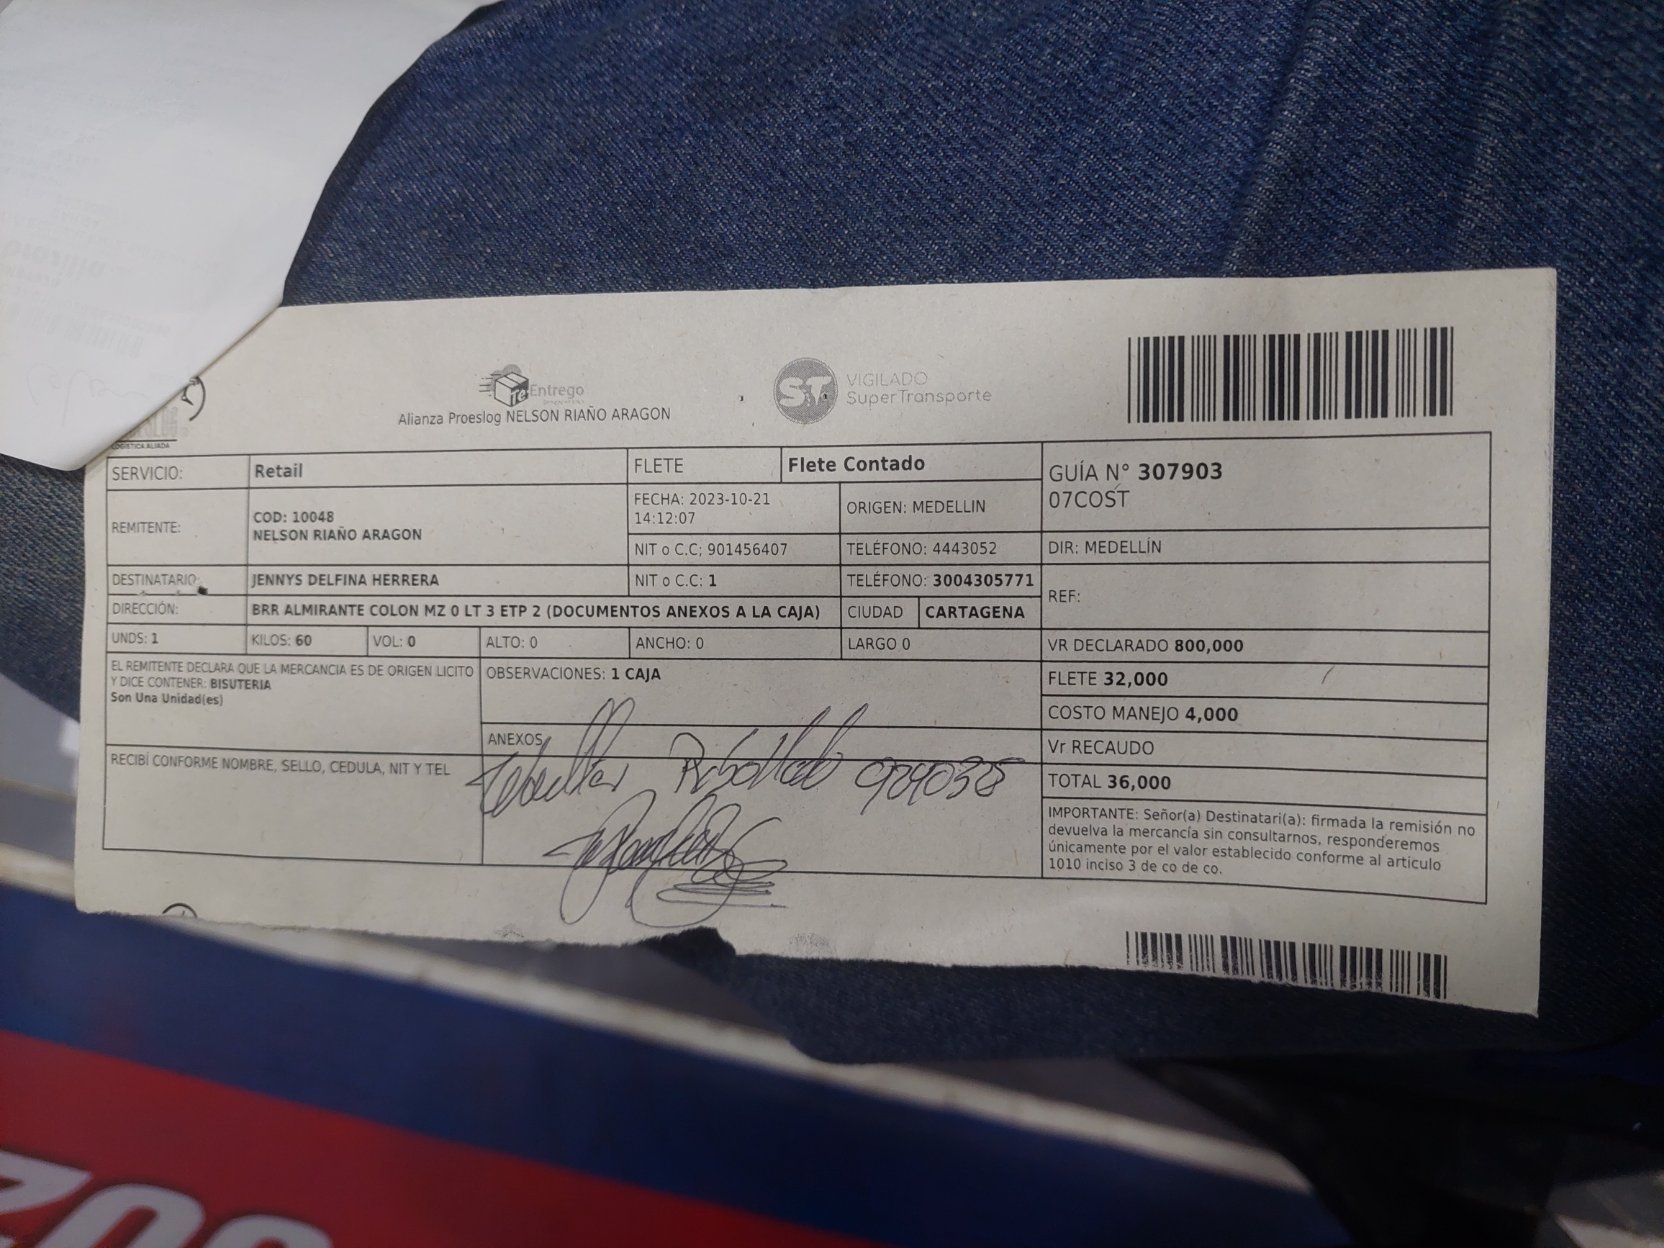 Te Entrego
Alianza Proeslog NELSON RIAÑO ARAGON
ST
VIGILADO
SuperTransporte
LOGISTICA ALIADA
SERVICIO: Retail
FLETE Flete Contado
GUÍA N° 307903
07COST
REMITENTE:
COD: 10048
NELSON RIAÑO ARAGON
FECHA: 2023-10-21
14:12:07
ORIGEN: MEDELLIN
NIT o C.C; 901456407
TELÉFONO: 4443052
DIR: MEDELLÍN
DESTINATARIO: JENNYS DELFINA HERRERA
NIT o C.C: 1
TELÉFONO: 3004305771
REF:
DIRECCIÓN: BRR ALMIRANTE COLON MZ 0 LT 3 ETP 2 (DOCUMENTOS ANEXOS A LA CAJA)
CIUDAD CARTAGENA
UNDS: 1
KILOS: 60
VOL: 0
ALTO: 0
ANCHO: 0
LARGO 0
VR DECLARADO 800,000
EL REMITENTE DECLARA QUE LA MERCANCIA ES DE ORIGEN LICITO
Y DICE CONTENER: BISUTERIA
Son Una Unidad(es)
OBSERVACIONES: 1 CAJA
FLETE 32,000
COSTO MANEJO 4,000
ANEXOS
Vr RECAUDO
RECIBÍ CONFORME NOMBRE, SELLO, CEDULA, NIT Y TEL
TOTAL 36,000
IMPORTANTE: Señor(a) Destinatari(a): firmada la remisión no
devuelva la mercancía sin consultarnos, responderemos
únicamente por el valor establecido conforme al articulo
1010 inciso 3 de co de co.